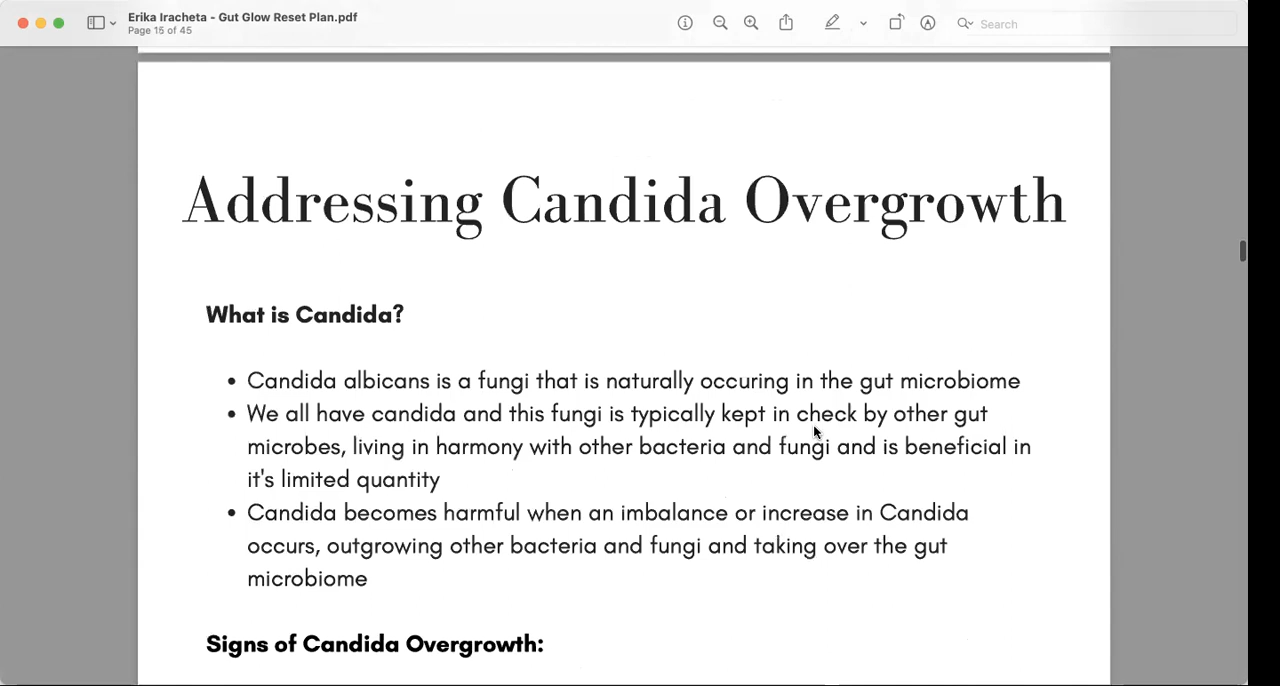 Erika Iracheta - Gut Glow Reset Plan.pdf
Page 15 of 45
Search
Addressing Candida Overgrowth
What is Candida?
• Candida albicans is a fungi that is naturally occuring in the gut microbiome
• We all have candida and this fungi is typically kept in check by other gut
microbes, living in harmony with other bacteria and fungi and is beneficial in
it's limited quantity
• Candida becomes harmful when an imbalance or increase in Candida
occurs, outgrowing other bacteria and fungi and taking over the gut
microbiome
Signs of Candida Overgrowth: